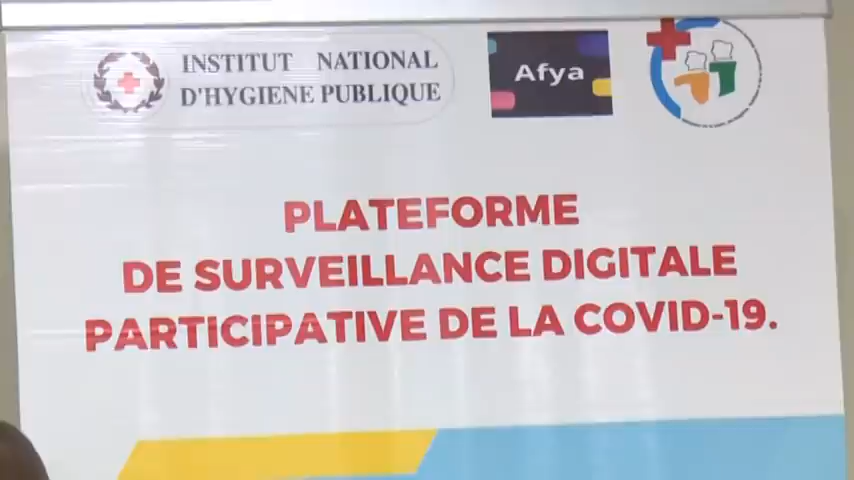 INSTITUT NATIONAL
D'HYGIENE PUBLIQUE
Afya
PLATEFORME
DE SURVEILLANCE DIGITALE
PARTICIPATIVE DE LA COVID-19.